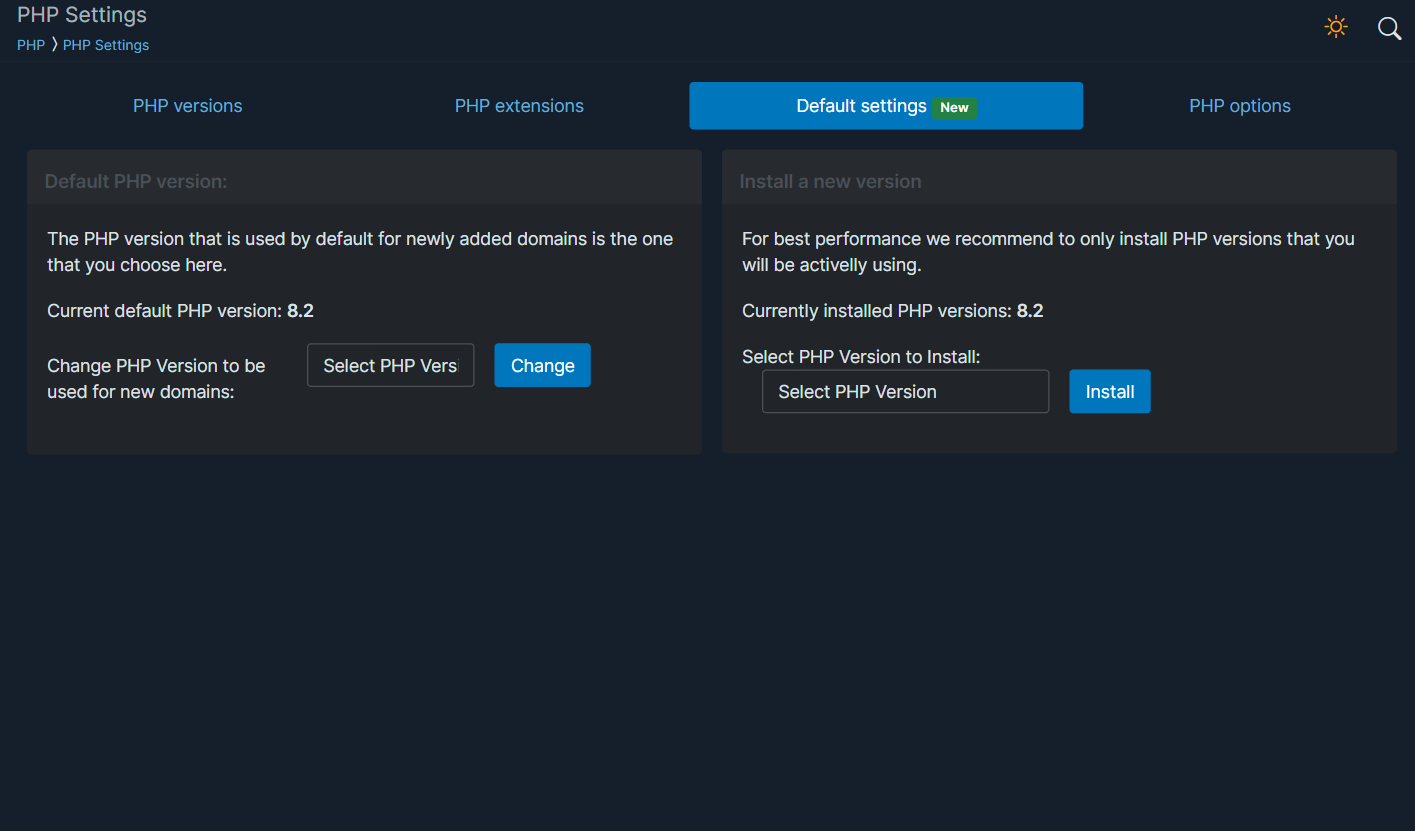 PHP Settings
PHP 〉 PHP Settings
PHP versions
PHP extensions
Default settings New
PHP options
Default PHP version:
The PHP version that is used by default for newly added domains is the one
that you choose here.
Current default PHP version: 8.2
Change PHP Version to be
used for new domains:
Select PHP Vers
Change
Install a new version
For best performance we recommend to only install PHP versions that you
will be activelly using.
Currently installed PHP versions: 8.2
Select PHP Version to Install:
Select PHP Version
Install